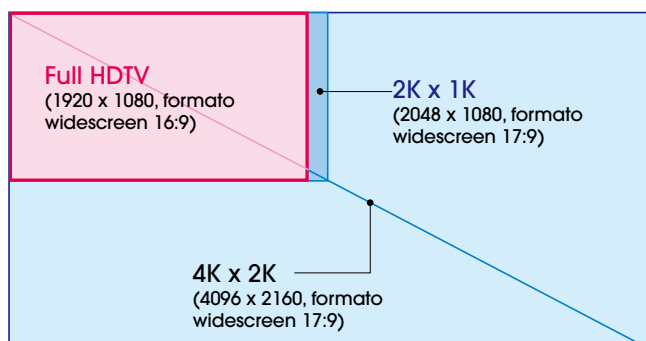 Full HDTV
(1920 x 1080, formato
widescreen 16:9)
2K x 1K
(2048 x 1080, formato
widescreen 17:9)
4K x 2K
(4096 x 2160, formato
widescreen 17:9)